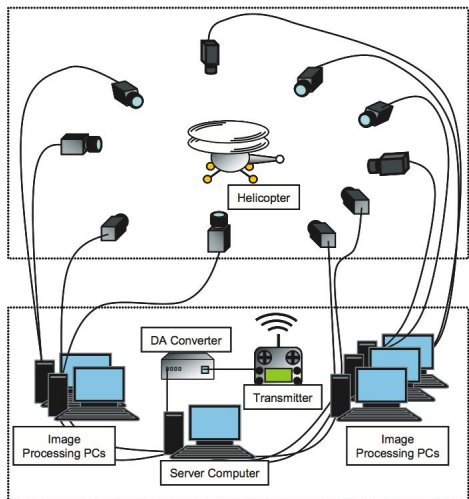 Helicopter
DA Converter
Transmitter
Image
Processing PCs
Server Computer
Image
Processing PCs